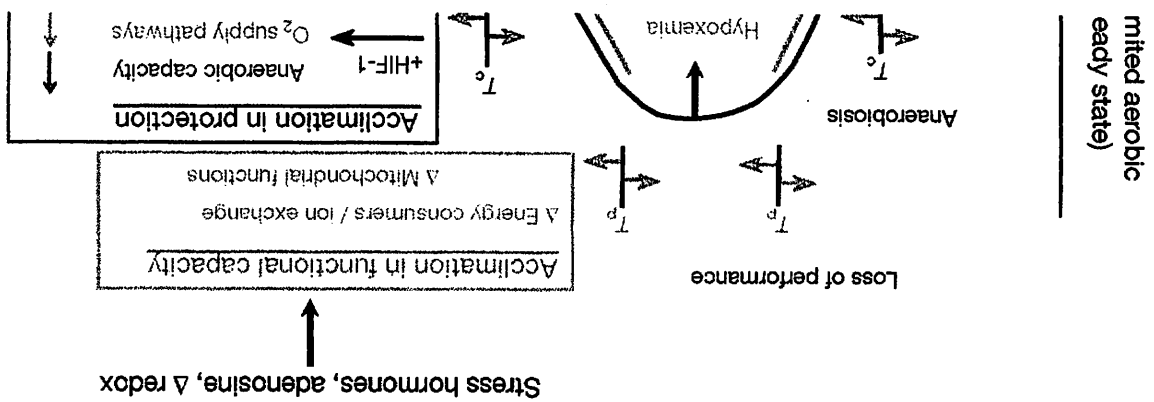 Stress hormones, adenosine, Δ redox
Loss of performance
Acclimation in functional capacity
Δ Energy consumers / ion exchange
Δ Mitochondrial functions
Tp
Tp
Anaerobiosis
Acclimation in protection
Anaerobic capacity
O2 supply pathways
+HIF-1
Tc
Tc
Hypoxemia
mited aerobic
eady state)